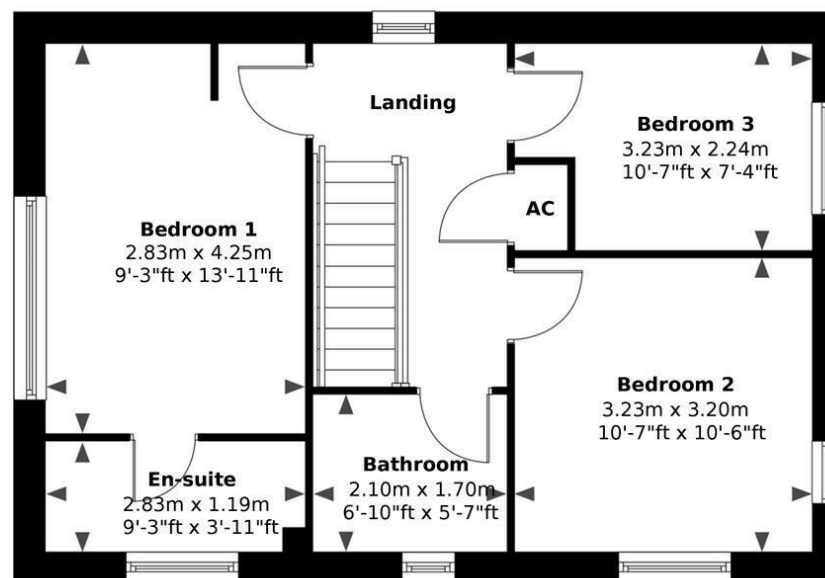 Landing
Bedroom 3
3.23m x 2.24m
10'-7"ft x 7'-4"ft
AC
Bedroom 1
2.83m x 4.25m
9'-3"ft x 13'-11"ft
Bedroom 2
3.23m x 3.20m
10'-7"ft x 10'-6"ft
En-suite
2.83m x 1.19m
9'-3"ft x 3'-11"ft
Bathroom
2.10m x 1.70m
6'-10"ft x 5'-7"ft